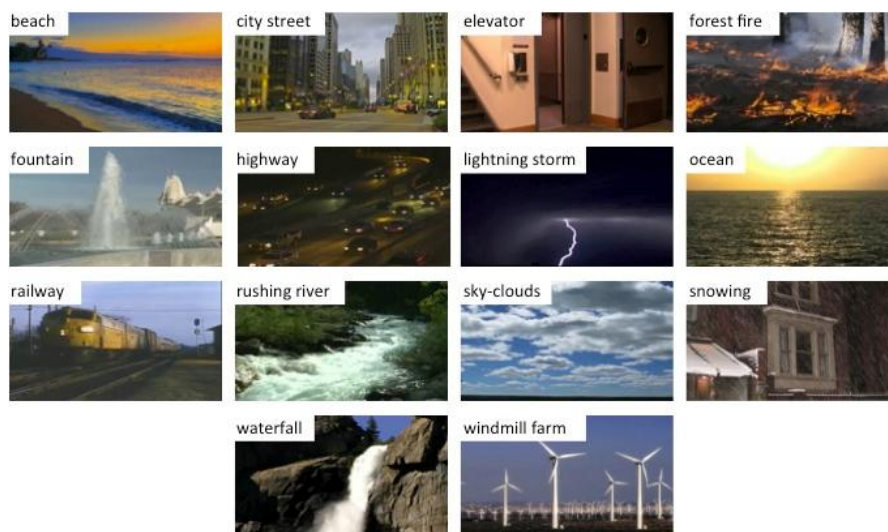 beach
city street
elevator
forest fire
fountain
highway
lightning storm
ocean
railway
rushing river
sky-clouds
snowing
waterfall
windmill farm